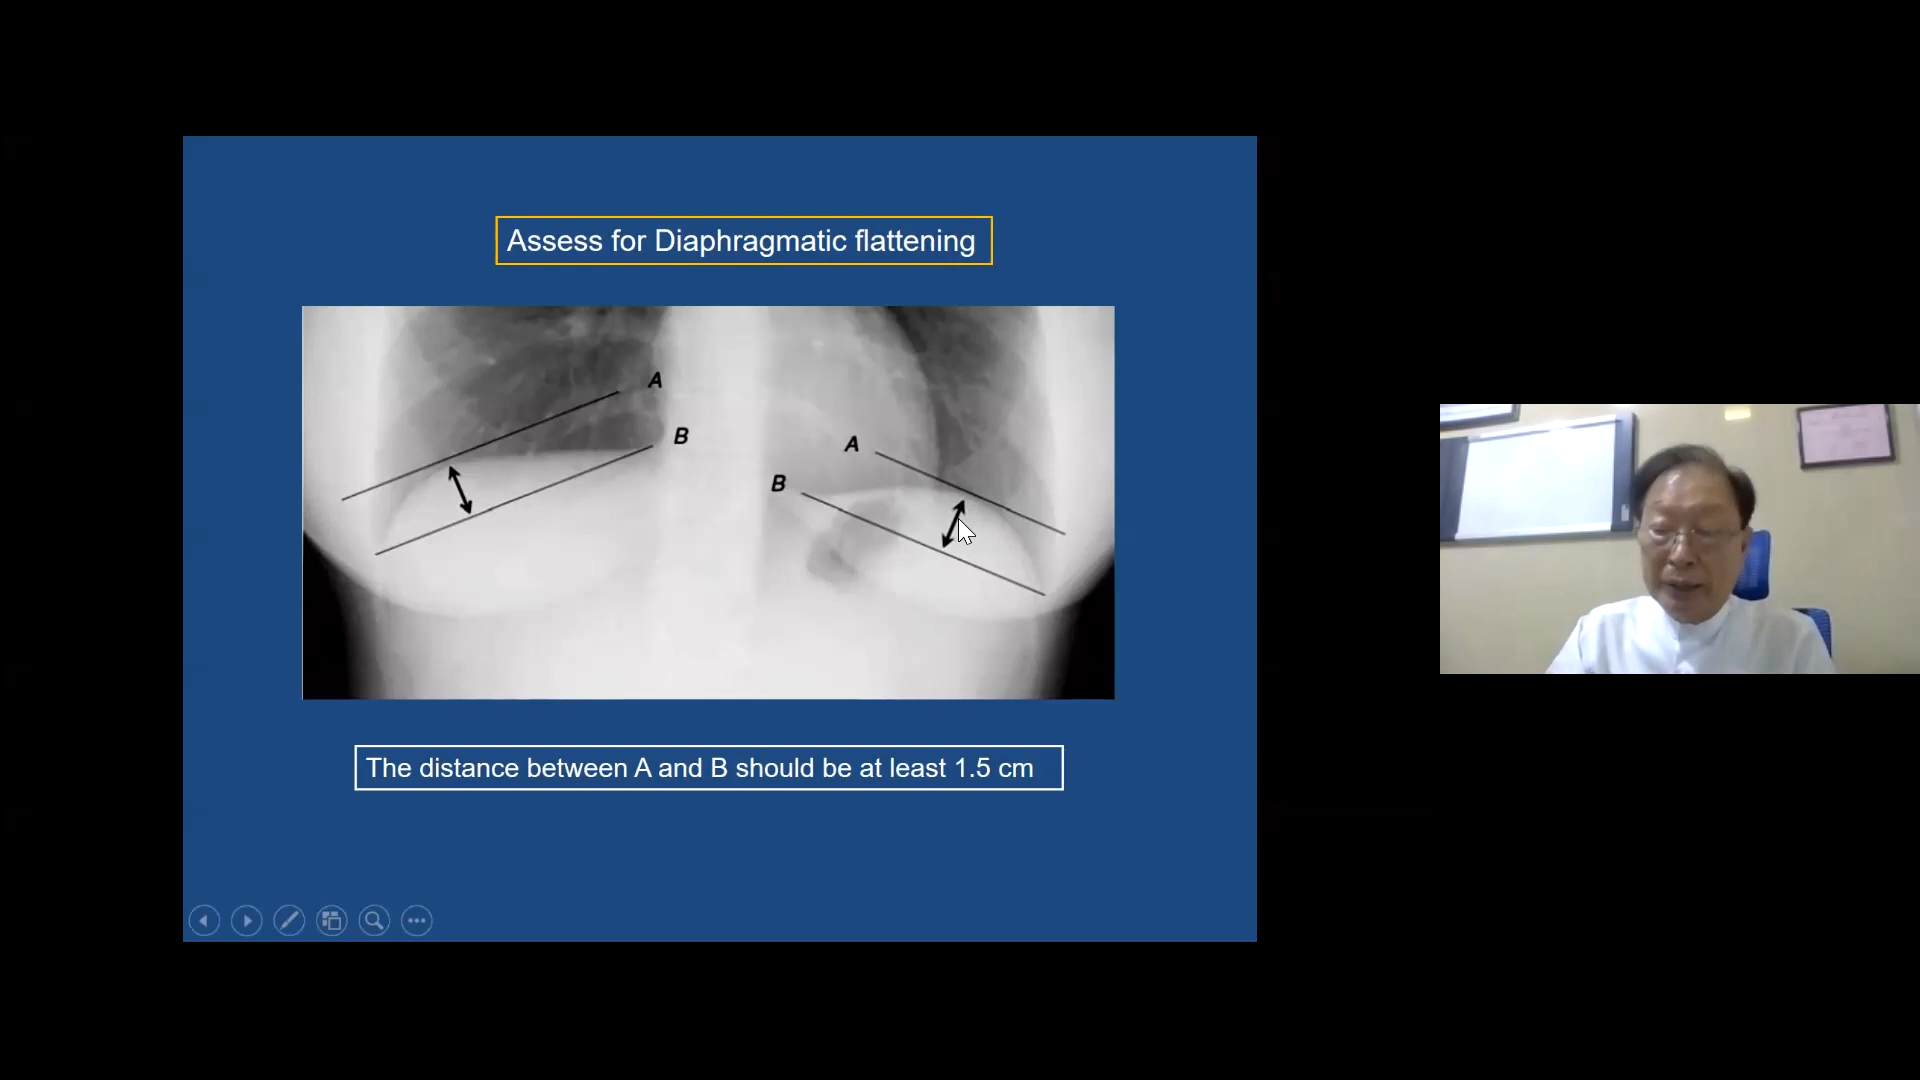 Assess for Diaphragmatic flattening
A
B
A
B
The distance between A and B should be at least 1.5 cm